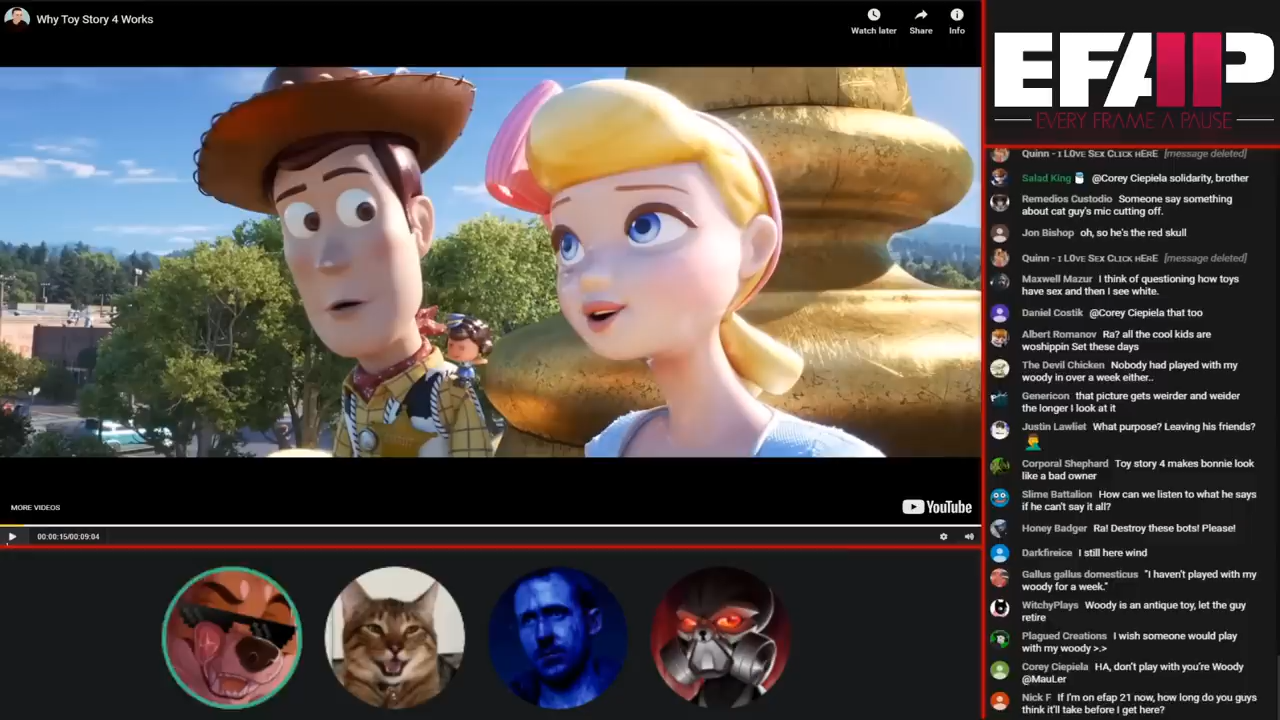 Why Toy Story 4 Works
Watch later
Share
Info
MORE VIDEOS
YouTube
00:00:15/00:09:04
EFAP
EVERY FRAME A PAUSE
Quinn - ɪ L0ᴠᴇ Sᴇx Cʟɪᴄᴋ ʜEʀE [message deleted]
Salad King @Corey Ciepiela solidarity, brother
Remedios Custodio Someone say something
about cat guy's mic cutting off.
Jon Bishop oh, so he's the red skull
Quinn - ɪ L0ᴠᴇ Sᴇx Cʟɪᴄᴋ ʜEʀE [message deleted]
Maxwell Mazur I think of questioning how toys
have sex and then I see white.
Daniel Costik @Corey Ciepiela that too
Albert Romanov Ra? all the cool kids are
woshippin Set these days
The Devil Chicken Nobody had played with my
woody in over a week either..
Genericon that picture gets weirder and weider
the longer I look at it
Justin Lawliet What purpose? Leaving his friends?
Corporal Shephard Toy story 4 makes bonnie look
like a bad owner
Slime Battalion How can we listen to what he says
if he can't say it all?
Honey Badger Ra! Destroy these bots! Please!
Darkfireice I still here wind
Gallus gallus domesticus "I haven't played with my
woody for a week."
WitchyPlays Woody is an antique toy, let the guy
retire
Plagued Creations I wish someone would play
with my woody >.>
Corey Ciepiela HA, don't play with you're Woody
@MauLer
Nick F If I'm on efap 21 now, how long do you guys
think it'll take before I get here?